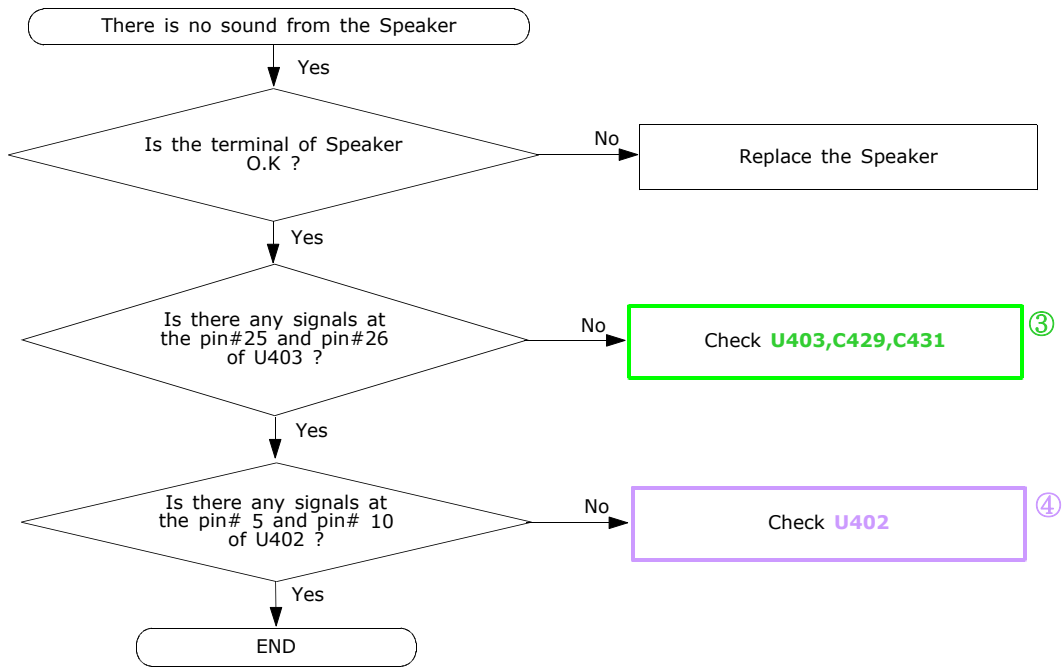 There is no sound from the Speaker
Yes
Is the terminal of Speaker
O.K ?
No
Replace the Speaker
Yes
Is there any signals at
the pin#25 and pin#26
of U403 ?
No
Check U403,C429,C431
③
Yes
Is there any signals at
the pin# 5 and pin# 10
of U402 ?
No
Check U402
④
Yes
END